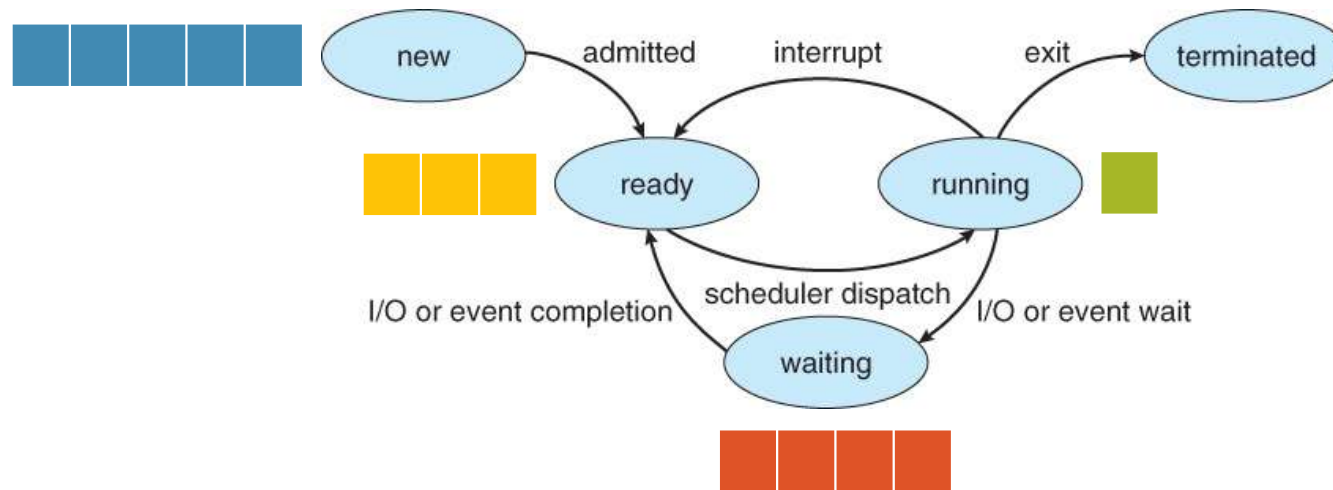 new
admitted
interrupt
exit
terminated
ready
running
scheduler dispatch
I/O or event completion
I/O or event wait
waiting